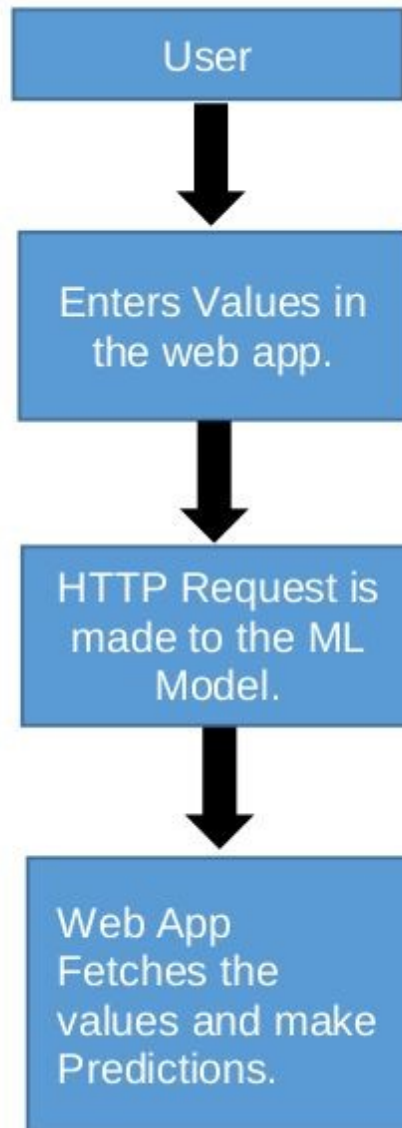 User
Enters Values in
the web app.
HTTP Request is
made to the ML
Model.
Web App
Fetches the
values and make
Predictions.